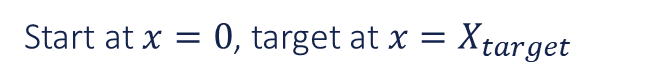 Start at x = 0, target at x = X_target